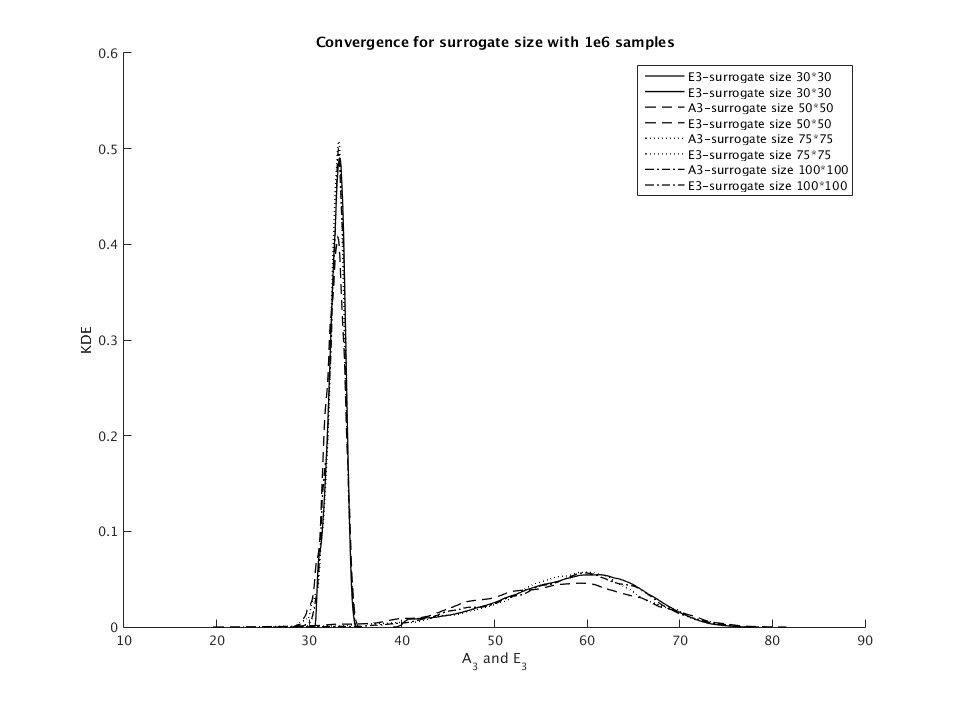 Convergence for surrogate size with 1e6 samples
0.6
0.5
0.4
0.3
0.2
0.1
0
KDE
E3-surrogate size 30*30
E3-surrogate size 30*30
A3-surrogate size 50*50
E3-surrogate size 50*50
A3-surrogate size 75*75
E3-surrogate size 75*75
A3-surrogate size 100*100
E3-surrogate size 100*100
10 20 30 40 50 60 70 80 90
A3 and E3